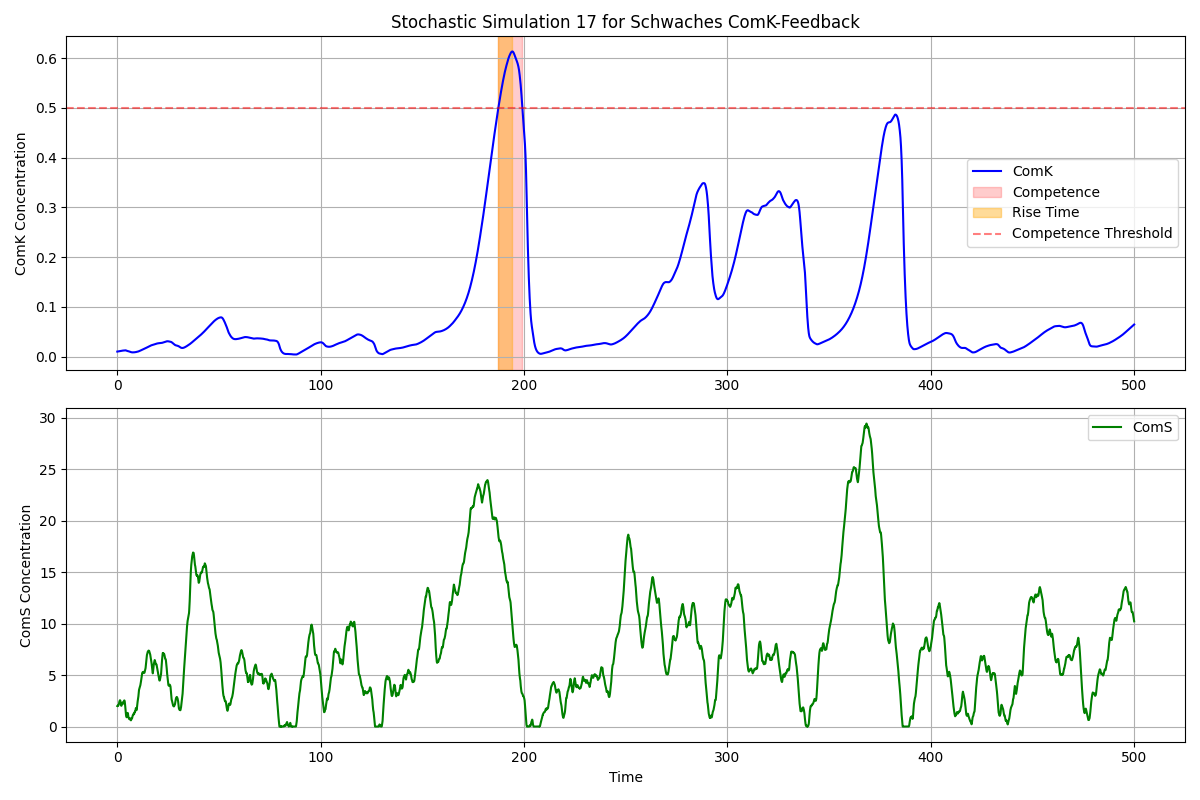 Stochastic Simulation 17 for Schwaches ComK-Feedback
ComK Concentration
0.6
0.5
0.4
0.3
0.2
0.1
0.0
ComK
Competence
Rise Time
Competence Threshold
0 100 200 300 400 500
ComS Concentration
30
25
20
15
10
5
0
ComS
0 100 200 300 400 500
Time